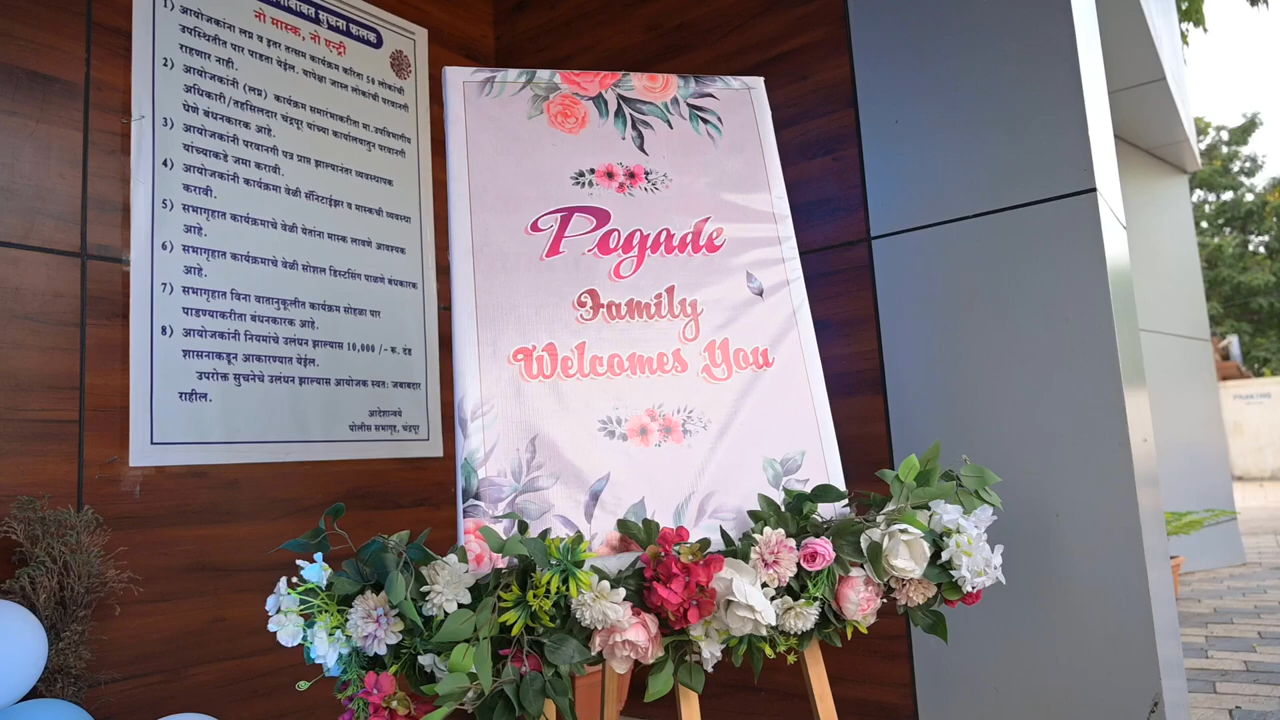 सुचना फलक
नो मास्क, नो एन्ट्री
1) आयोजकांना लग्न व इतर तत्सम कार्यक्रम करिता 50 लोकांची
उपस्थितीत पार पाडता येईल. यापेक्षा जास्त लोकांची परवानगी
राहणार नाही.
2) आयोजकांनी (लग्न) कार्यक्रम समारंभाकरीता मा.उपविभागीय
अधिकारी/तहसिलदार चंद्रपूर यांच्या कार्यालयातुन परवानगी
घेणे बंधनकारक आहे.
3) आयोजकांनी परवानगी पत्र प्राप्त झाल्यानंतर व्यवस्थापक
यांच्याकडे जमा करावी.
4) आयोजकांनी कार्यक्रमा वेळी सॅनिटाईझर व मास्कची व्यवस्था
करावी.
5) सभागृहात कार्यक्रमाचे वेळी येतांना मास्क लावणे आवश्यक
आहे.
6) सभागृहात कार्यक्रमाचे वेळी सोशल डिस्टसिंग पाळणे बंधकारक
आहे.
7) सभागृहात विना वातानुकूलीत कार्यक्रम सोहळा पार
पाडण्याकरीता बंधनकारक आहे.
8) आयोजकांनी नियमांचे उलंघन झाल्यास 10,000 /- रू. दंड
शासनाकडून आकारण्यात येईल.
उपरोक्त सुचनेचे उलंघन झाल्यास आयोजक स्वतः जबाबदार
राहील.
आदेशान्वये
पोलीस सभागृह, चंद्रपूर
Pogade
Family
Welcomes You